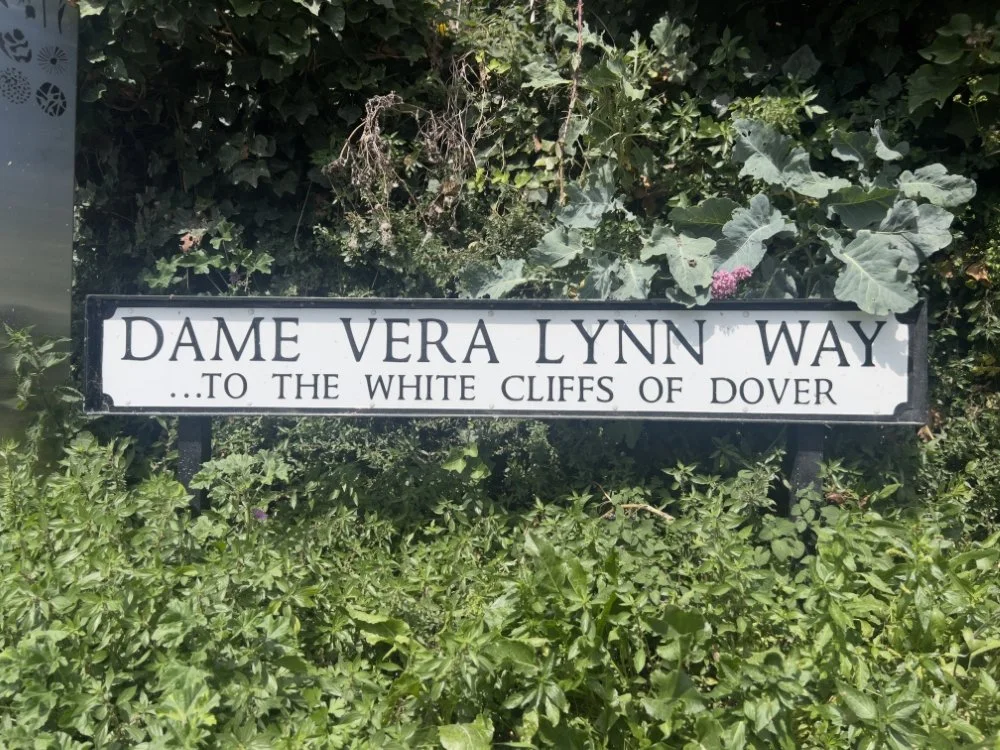 DAME VERA LYNN WAY
...TO THE WHITE CLIFFS OF DOVER